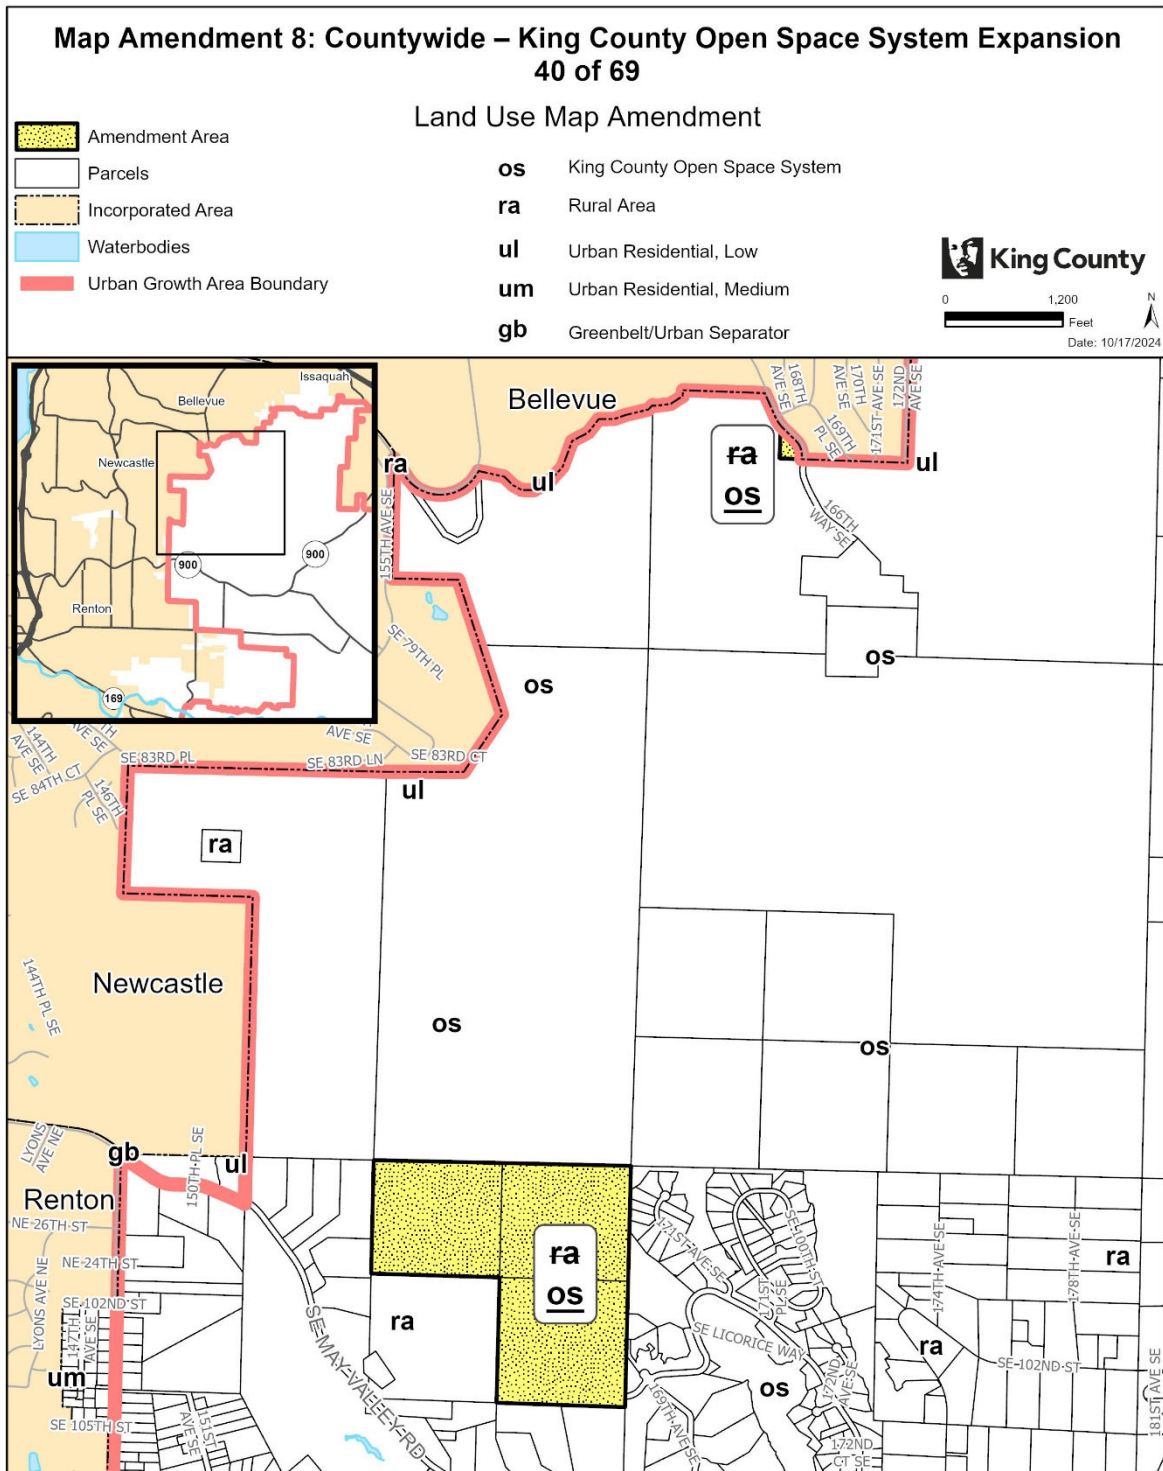 Map Amendment 8: Countywide – King County Open Space System Expansion
40 of 69
Land Use Map Amendment
Amendment Area
Parcels
Incorporated Area
Waterbodies
Urban Growth Area Boundary
os King County Open Space System
ra Rural Area
ul Urban Residential, Low
um Urban Residential, Medium
gb Greenbelt/Urban Separator
King County
0 1,200
Feet
N
Date: 10/17/2024
Issaquah
Bellevue
Newcastle
900
900
Renton
169
Bellevue
168TH
AVE SE
170TH
AVE SE
171ST AVE SE
172ND
AVE SE
169TH
PL SE
ra
ul
ra
os
ul
166TH
WAY SE
155TH AVE SE
SE 79TH PL
os
os
AVE SE
SE 83RD CT
SE 83RD LN
SE 83RD PL
TH
AVE SE
144TH
AVE SE
SE 84TH CT
146TH
PL SE
ul
ra
Newcastle
144TH PL SE
os
os
LYONS
AVE NE
gb
150TH PL SE
ul
Renton
NE 26TH ST
NE 24TH ST
LYONS AVE NE
SE 102ND ST
147TH
AVE SE
um
SE 105TH ST
151ST
AVE SE
SE MAY VALLEY RD
ra
ra
os
171ST AVE SE
SE 100TH ST
171ST
PL SE
SE LICORICE WAY
172ND
AVE SE
os
169TH AVE SE
172ND
CT SE
174TH AVE SE
178TH AVE SE
ra
ra
SE 102ND ST
181ST AVE SE